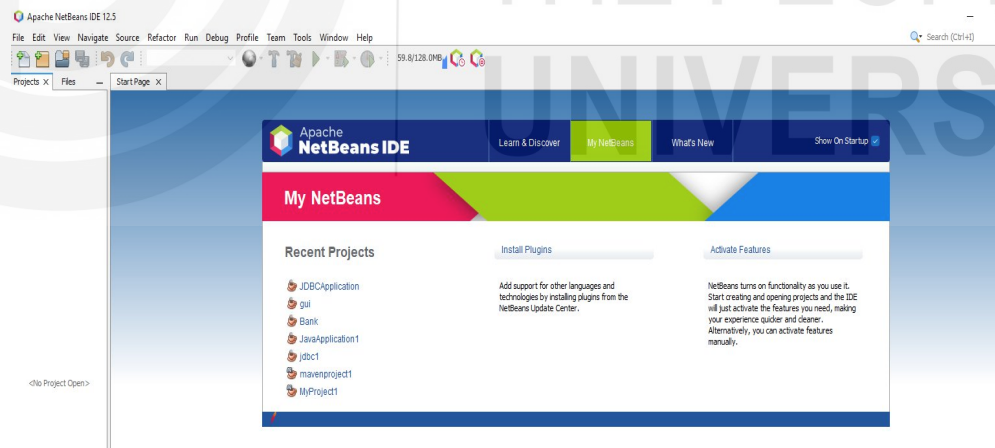 Apache NetBeans IDE 12.5
File Edit View Navigate Source Refactor Run Debug Profile Team Tools Window Help
Search (Ctrl+I)
59.8/128.0MB
Projects X Files
Start Page X
UNIVERS
Apache
NetBeans IDE
Learn & Discover
My NetBeans
What's New
Show On Startup
My NetBeans
Recent Projects
JDBCApplication
gui
Bank
JavaApplication1
jdbc1
mavenproject1
MyProject1
Install Plugins
Add support for other languages and
technologies by installing plugins from the
NetBeans Update Center.
Activate Features
NetBeans turns on functionality as you use it.
Start creating and opening projects and the IDE
will just activate the features you need, making
your experience quicker and cleaner.
Alternatively, you can activate features
manually.
<No Project Open>